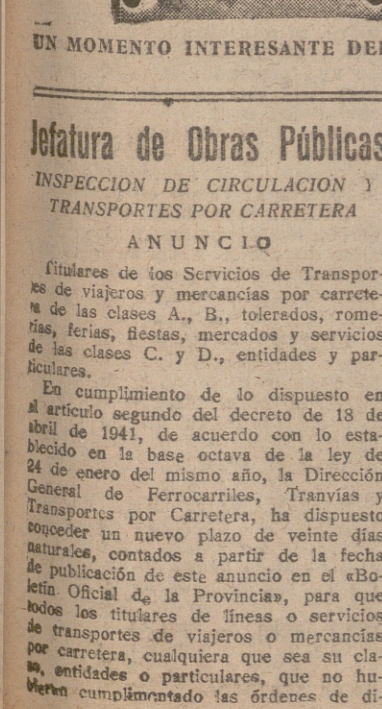 UN MOMENTO INTERESANTE DEL
Jefatura de Obras Públicas
INSPECCION DE CIRCULACION Y
TRANSPORTES POR CARRETERA
ANUNCIO
Titulares de los Servicios de Transpor-
tes de viajeros y mercancías por carrete-
ra de las clases A., B., tolerados, rome-
rías, ferias, fiestas, mercados y servicios
de las clases C. y D., entidades y par-
ticulares.
En cumplimiento de lo dispuesto en
el artículo segundo del decreto de 18 de
abril de 1941, de acuerdo con lo esta-
blecido en la base octava de la ley de
24 de enero del mismo año, la Dirección
General de Ferrocarriles, Tranvías y
Transportes por Carretera, ha dispuesto
conceder un nuevo plazo de veinte días
naturales, contados a partir de la fecha
de publicación de este anuncio en el «Bo-
letín Oficial de la Provincia», para que
todos los titulares de líneas o servicios
de transportes de viajeros o mercancías
por carretera, cualquiera que sea su cla-
se, entidades o particulares, que no hu-
bieren cumplimentado las órdenes de di-